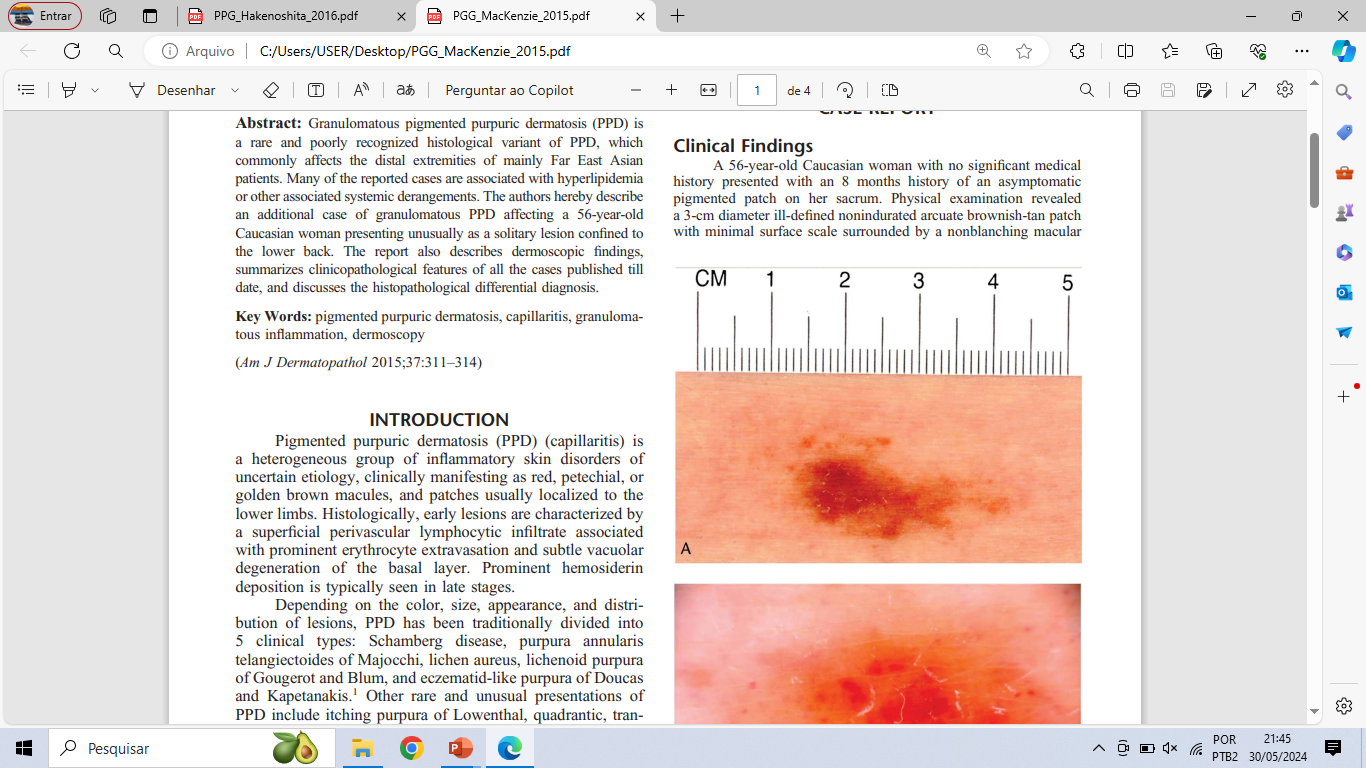 Entrar
PPG_Hakenoshita_2016.pdf
PGG_MacKenzie_2015.pdf
Arquivo
C:/Users/USER/Desktop/PGG_MacKenzie_2015.pdf
Desenhar
Perguntar ao Copilot
1
de 4
Abstract: Granulomatous pigmented purpuric dermatosis (PPD) is
a rare and poorly recognized histological variant of PPD, which
commonly affects the distal extremities of mainly Far East Asian
patients. Many of the reported cases are associated with hyperlipidemia
or other associated systemic derangements. The authors hereby describe
an additional case of granulomatous PPD affecting a 56-year-old
Caucasian woman presenting unusually as a solitary lesion confined to
the lower back. The report also describes dermoscopic findings,
summarizes clinicopathological features of all the cases published till
date, and discusses the histopathological differential diagnosis.
Key Words: pigmented purpuric dermatosis, capillaritis, granuloma-
tous inflammation, dermoscopy
(Am J Dermatopathol 2015;37:311–314)
INTRODUCTION
Pigmented purpuric dermatosis (PPD) (capillaritis) is
a heterogeneous group of inflammatory skin disorders of
uncertain etiology, clinically manifesting as red, petechial, or
golden brown macules, and patches usually localized to the
lower limbs. Histologically, early lesions are characterized by
a superficial perivascular lymphocytic infiltrate associated
with prominent erythrocyte extravasation and subtle vacuolar
degeneration of the basal layer. Prominent hemosiderin
deposition is typically seen in late stages.
Depending on the color, size, appearance, and distri-
bution of lesions, PPD has been traditionally divided into
5 clinical types: Schamberg disease, purpura annularis
telangiectoides of Majocchi, lichen aureus, lichenoid purpura
of Gougerot and Blum, and eczematid-like purpura of Doucas
and Kapetanakis.1 Other rare and unusual presentations of
PPD include itching purpura of Lowenthal, quadrantic, tran-
CASE REPORT
Clinical Findings
A 56-year-old Caucasian woman with no significant medical
history presented with an 8 months history of an asymptomatic
pigmented patch on her sacrum. Physical examination revealed
a 3-cm diameter ill-defined nonindurated arcuate brownish-tan patch
with minimal surface scale surrounded by a nonblanching macular
CM 1 2 3 4 5
A
Pesquisar
POR
PTB2
21:45
30/05/2024